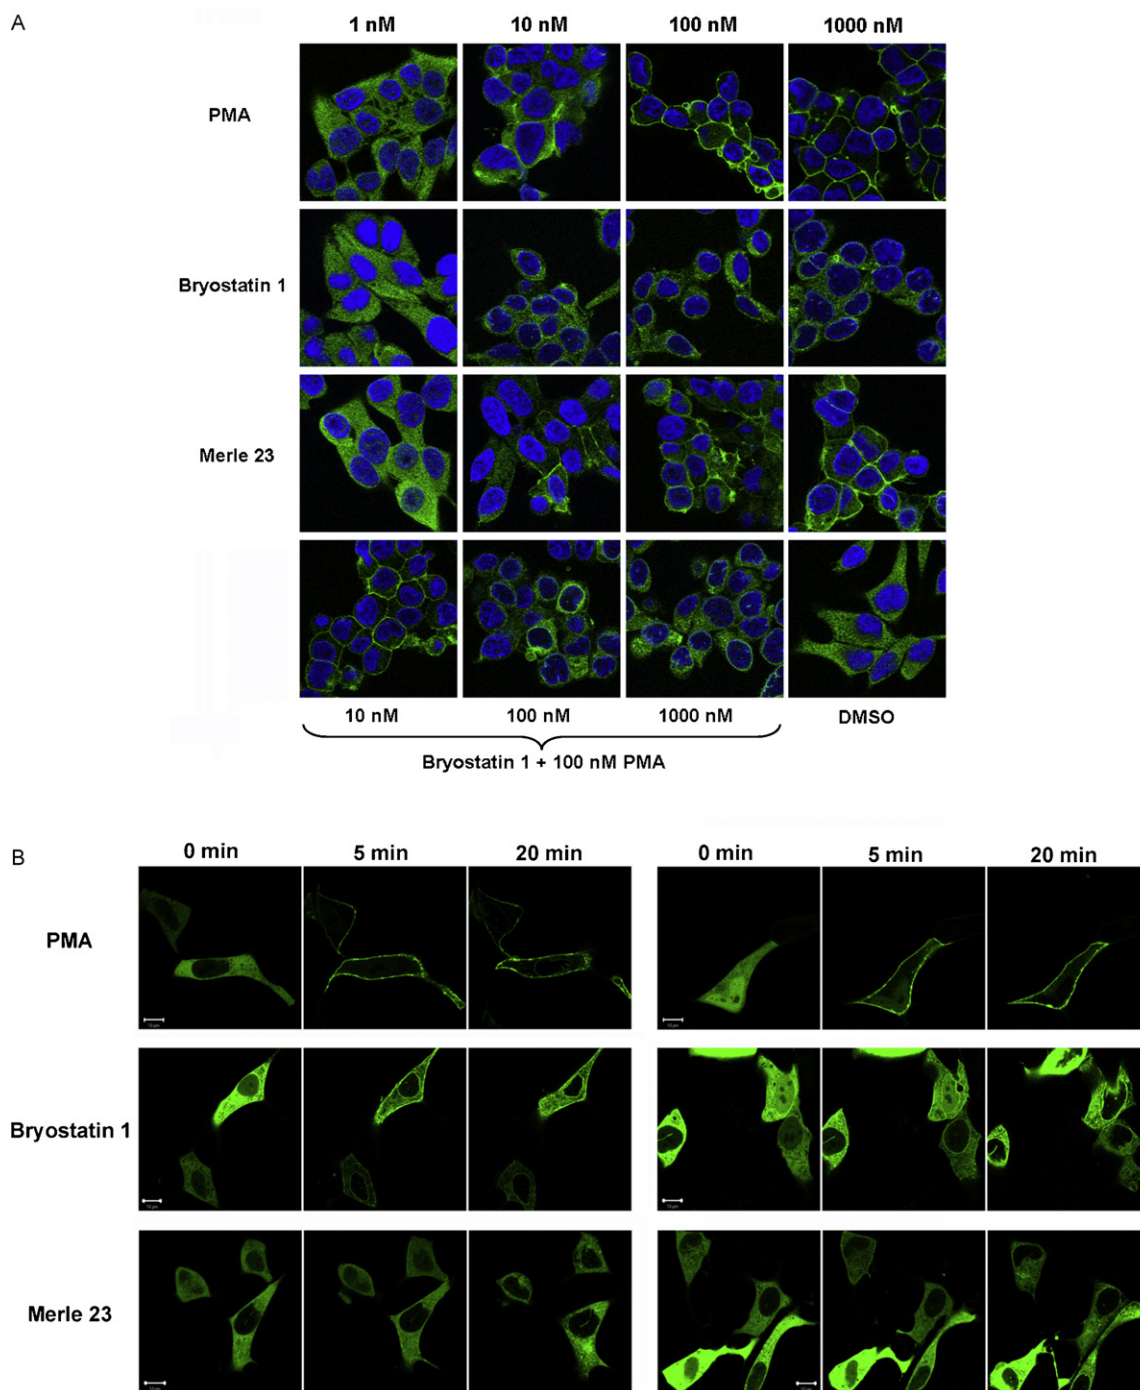 A
1 nM 10 nM 100 nM 1000 nM
PMA
Bryostatin 1
Merle 23
10 nM 100 nM 1000 nM DMSO
Bryostatin 1 + 100 nM PMA
B
0 min 5 min 20 min 0 min 5 min 20 min
PMA
Bryostatin 1
Merle 23